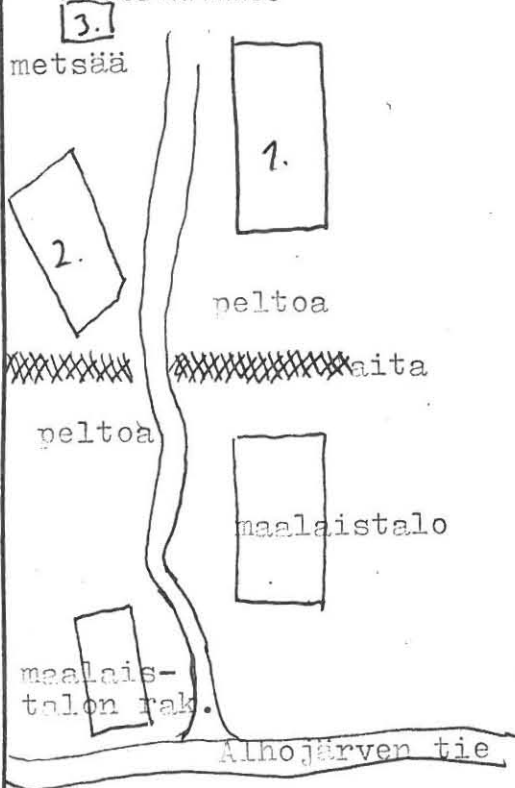 3.
metsää
1.
2.
peltoa
aita
peltoa
maalaistalo
maalais-
talon rak.
Alhojärven tie